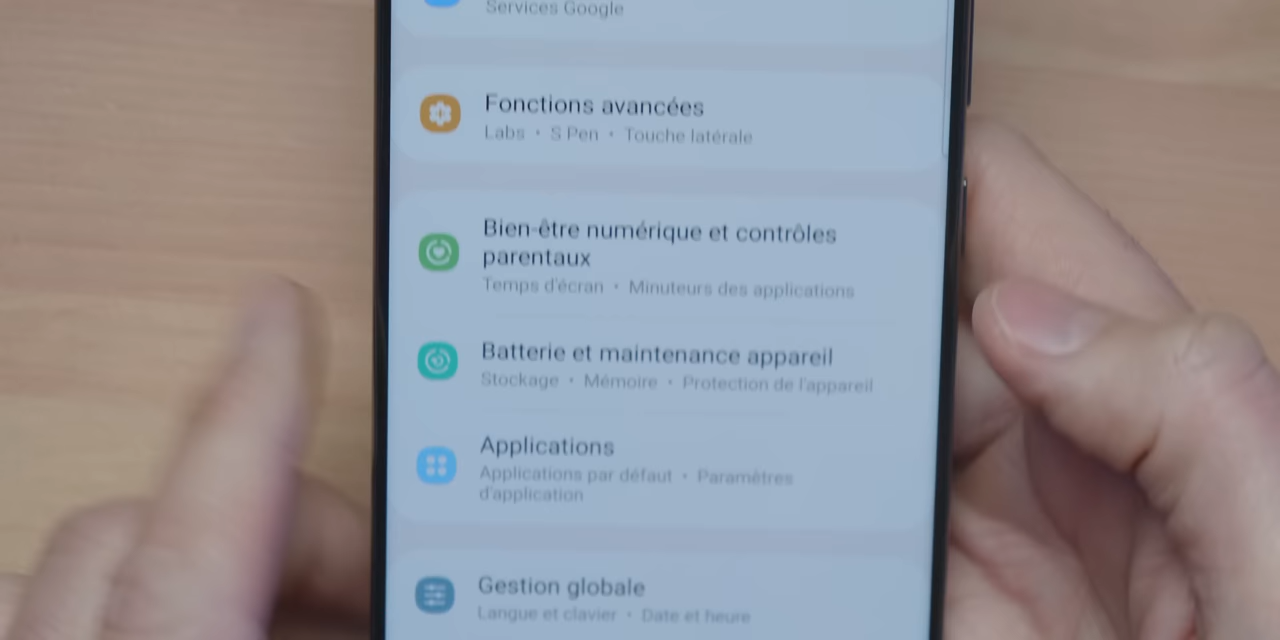 Services Google
Fonctions avancées
Labs • S Pen • Touche latérale
Bien-être numérique et contrôles
parentaux
Temps d'écran • Minuteurs des applications
Batterie et maintenance appareil
Stockage • Mémoire • Protection de l'appareil
Applications
Applications par défaut • Paramètres
d'application
Gestion globale
Langue et clavier • Date et heure